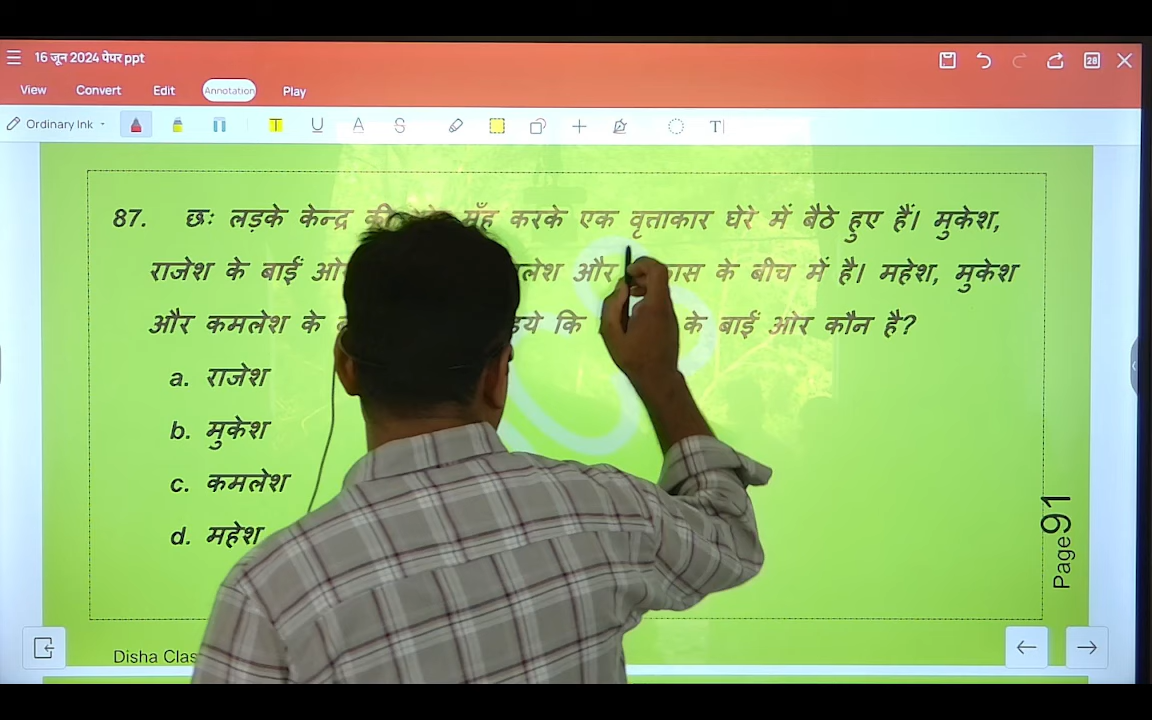 16 जून 2024 पेपर ppt
28
View Convert Edit Annotation Play
Ordinary Ink T U A S T
87. छः लड़के केन्द्र की मुँह करके एक वृत्ताकार घेरे में बैठे हुए हैं। मुकेश,
राजेश के बाईं और के बीच में है। महेश, मुकेश
और कमलेश के कि के बाईं ओर कौन है?
a. राजेश
b. मुकेश
c. कमलेश
d. महेश
Page 91
Disha